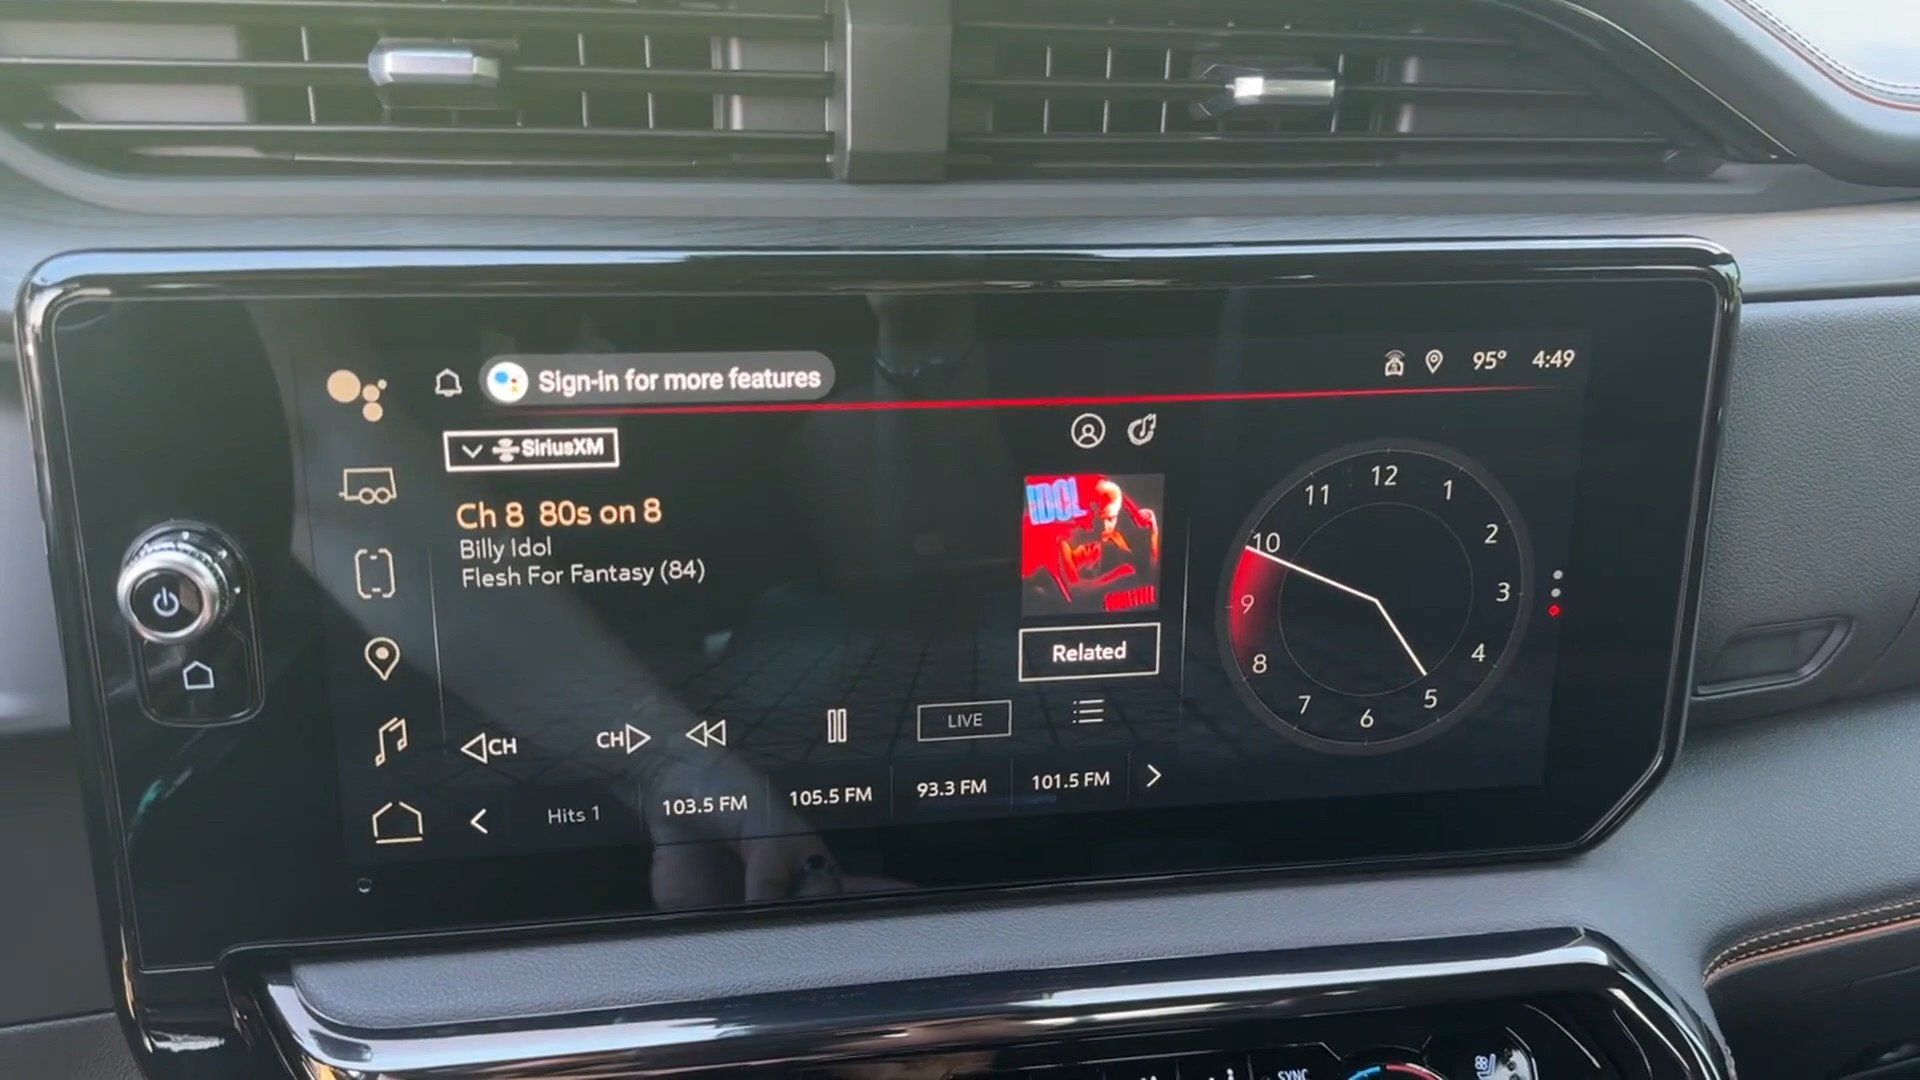 Sign-in for more features
95° 4:49
SiriusXM
Ch 8 80s on 8
Billy Idol
Flesh For Fantasy (84)
IDOL
Related
CH
CH
LIVE
Hits 1
103.5 FM
105.5 FM
93.3 FM
101.5 FM
12
1
2
3
4
5
6
7
8
9
10
11
SYNC